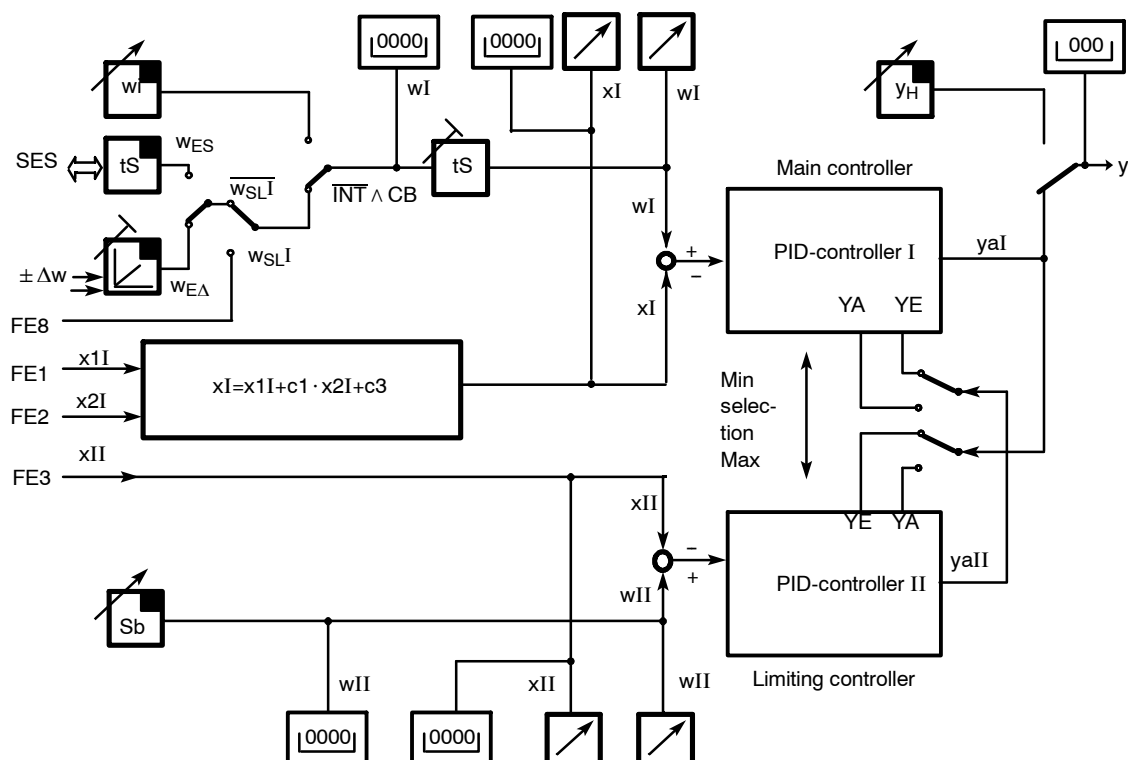 0000
0000
000
wi
wI
xI
wI
yH
SES
tS
wES
wSLI
INT ∧ CB
tS
Main controller
y
± Δw
wEΔ
wSLI
wI
+
−
PID-controller I
yaI
FE8
xI
YA YE
FE1
x1I
xI=x1I+c1 · x2I+c3
FE2
x2I
Min
selec-
tion
Max
xII
FE3
xII
YE YA
−
+
PID-controller II
yaII
wII
Sb
wII
xII
wII
Limiting controller
0000
0000